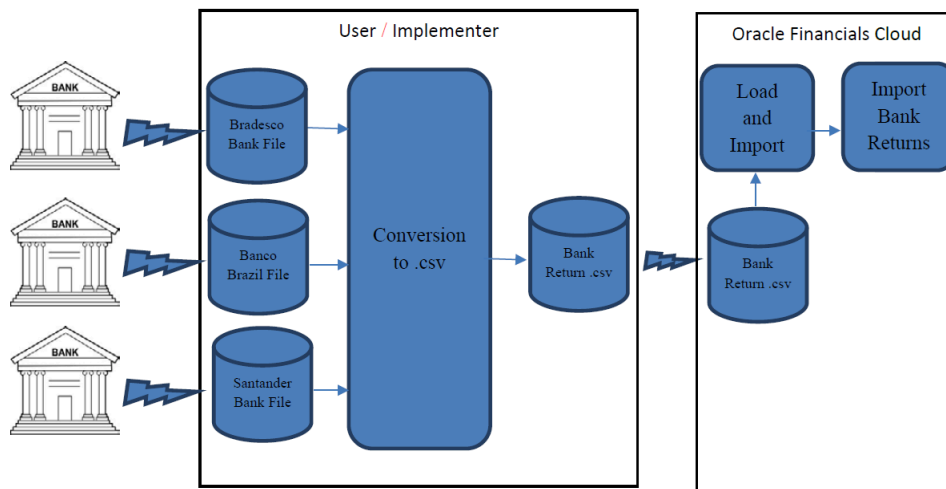 User / Implementer
Oracle Financials Cloud
BANK
Bradesco
Bank File
BANK
Banco
Brazil File
BANK
Santander
Bank File
Conversion
to .csv
Bank
Return .csv
Bank
Return .csv
Load
and
Import
Import
Bank
Returns